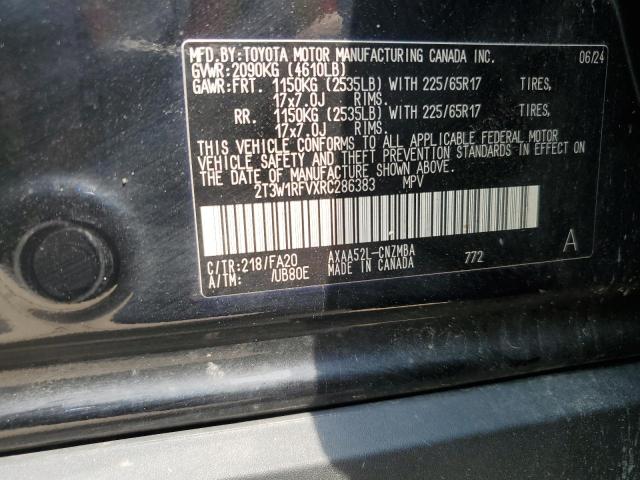 MFD.BY:TOYOTA MOTOR MANUFACTURING CANADA INC. 06/24
GVWR:2090KG (4610LB)
GAWR:FRT. 1150KG (2535LB) WITH 225/65R17 TIRES,
17x7.0J RIMS.
RR. 1150KG (2535LB) WITH 225/65R17 TIRES,
17x7.0J RIMS.
THIS VEHICLE CONFORMS TO ALL APPLICABLE FEDERAL MOTOR
VEHICLE SAFETY AND THEFT PREVENTION STANDARDS IN EFFECT ON
THE DATE OF MANUFACTURE SHOWN ABOVE.
2T3W1RFVXRC286383 MPV
C/TR:218/FA20 AXAA52L-CNZMBA 772 A
A/TM: /UB80E MADE IN CANADA